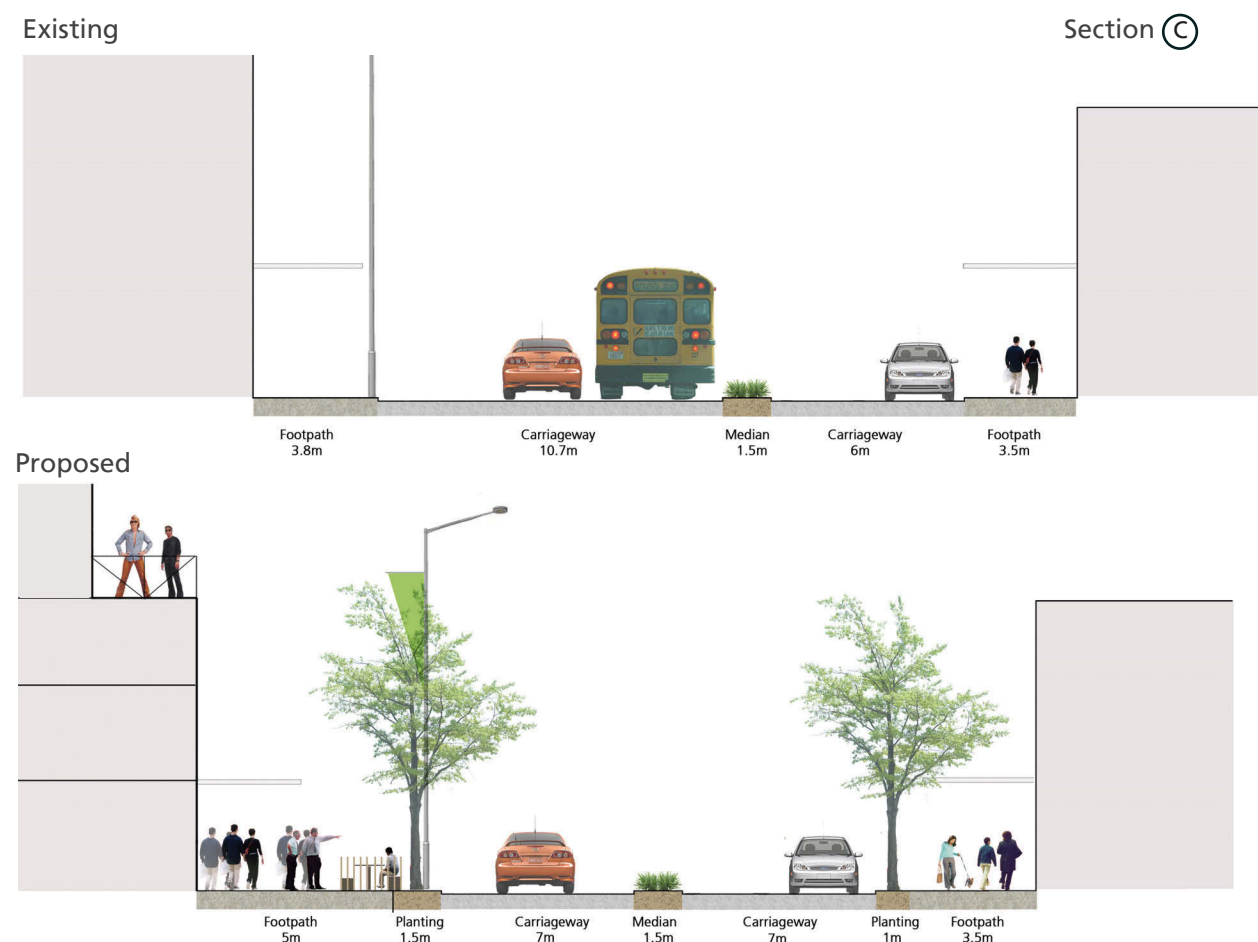 Existing
Section C
Footpath
3.8m
Carriageway
10.7m
Median
1.5m
Carriageway
6m
Footpath
3.5m
Proposed
Footpath
5m
Planting
1.5m
Carriageway
7m
Median
1.5m
Carriageway
7m
Planting
1m
Footpath
3.5m